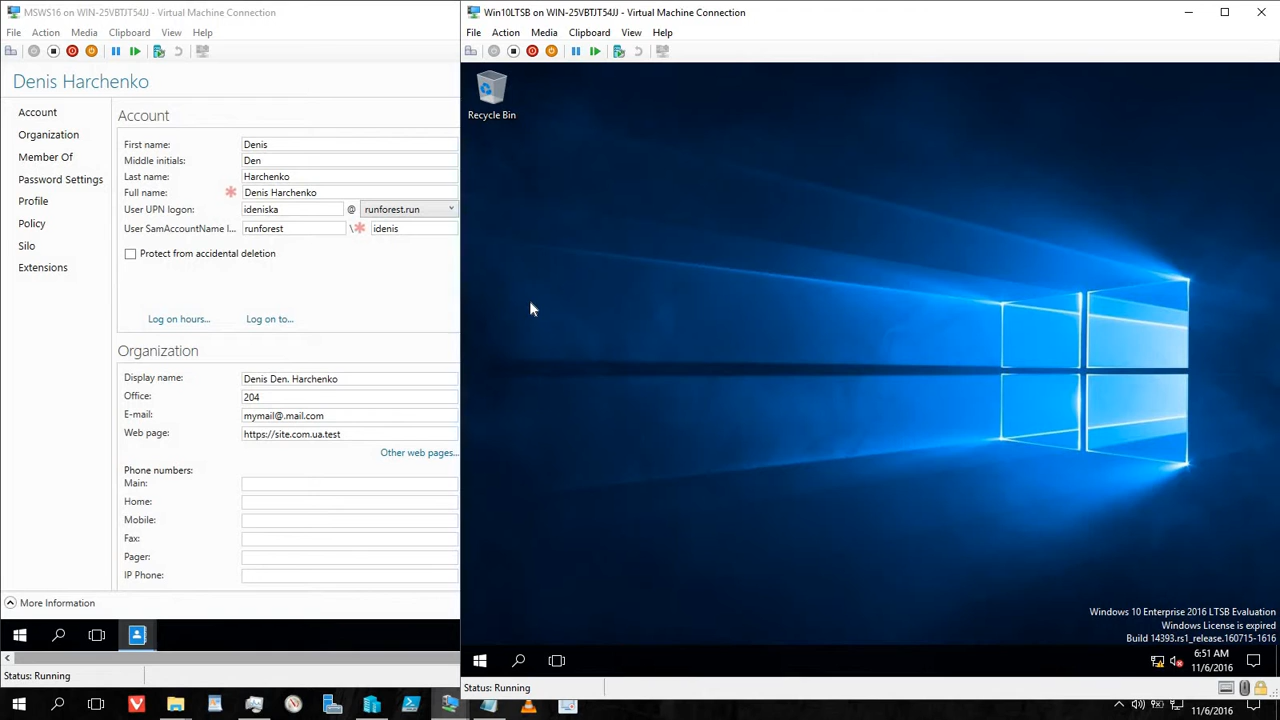 MSWS16 on WIN-25VBTJT54JJ - Virtual Machine Connection
File Action Media Clipboard View Help
Denis Harchenko
Account
Organization
Member Of
Password Settings
Profile
Policy
Silo
Extensions
Account
First name: Denis
Middle initials: Den
Last name: Harchenko
Full name: * Denis Harchenko
User UPN logon: ideniska @ runforest.run
User SamAccountName l... runforest \* idenis
Protect from accidental deletion
Log on hours... Log on to...
Organization
Display name: Denis Den. Harchenko
Office: 204
E-mail: mymail@.mail.com
Web page: https://site.com.ua.test
Other web pages...
Phone numbers:
Main:
Home:
Mobile:
Fax:
Pager:
IP Phone:
More Information
Status: Running
Win10LTSB on WIN-25VBTJT54JJ - Virtual Machine Connection
File Action Media Clipboard View Help
Recycle Bin
Windows 10 Enterprise 2016 LTSB Evaluation
Windows License is expired
Build 14393.rs1_release.160715-1616
6:51 AM
11/6/2016
Status: Running
11/6/2016